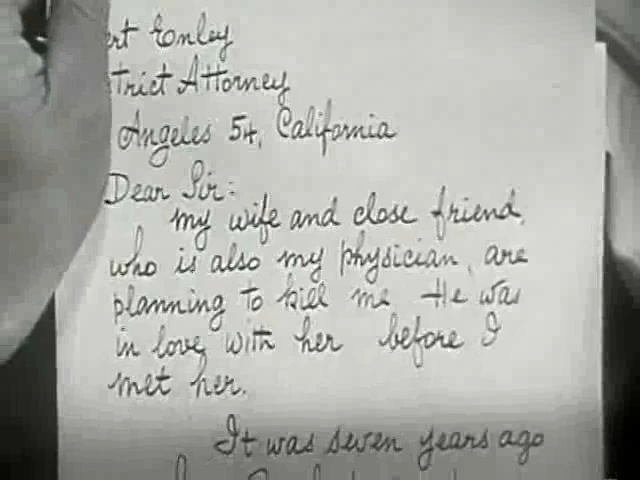 ert Enley
trict Attorney
Angeles 54, California
Dear Sir:
my wife and close friend,
who is also my physician, are
planning to kill me He was
in love with her before I
met her.
It was seven years ago